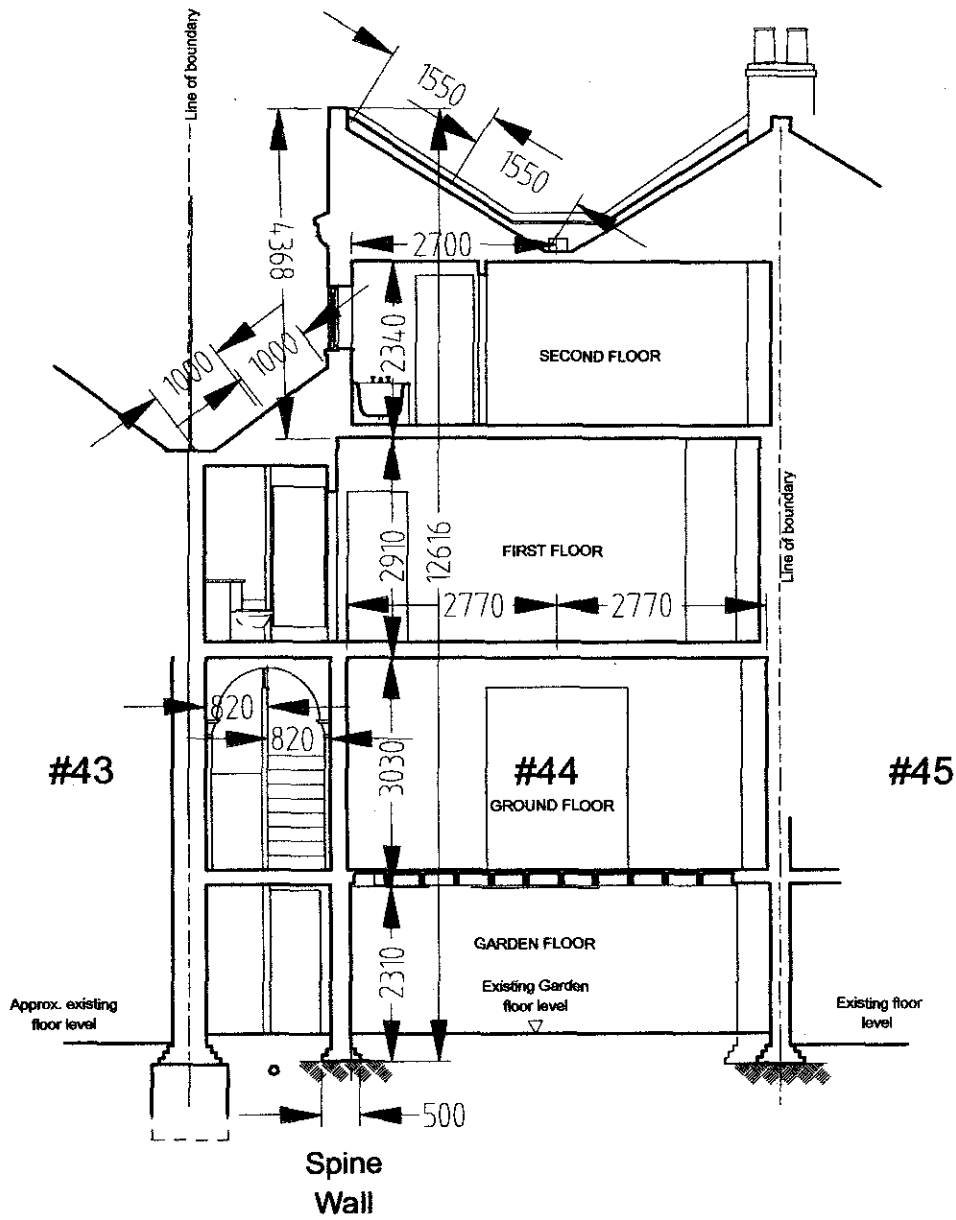 Line of boundary
1550
1550
4368
2700
2340
1000
1000
SECOND FLOOR
2910
12616
FIRST FLOOR
Line of boundary
2770
2770
820
820
3030
#43
#44
#45
GROUND FLOOR
2310
GARDEN FLOOR
Existing Garden
floor level
Approx. existing
floor level
Existing floor
level
500
Spine
Wall